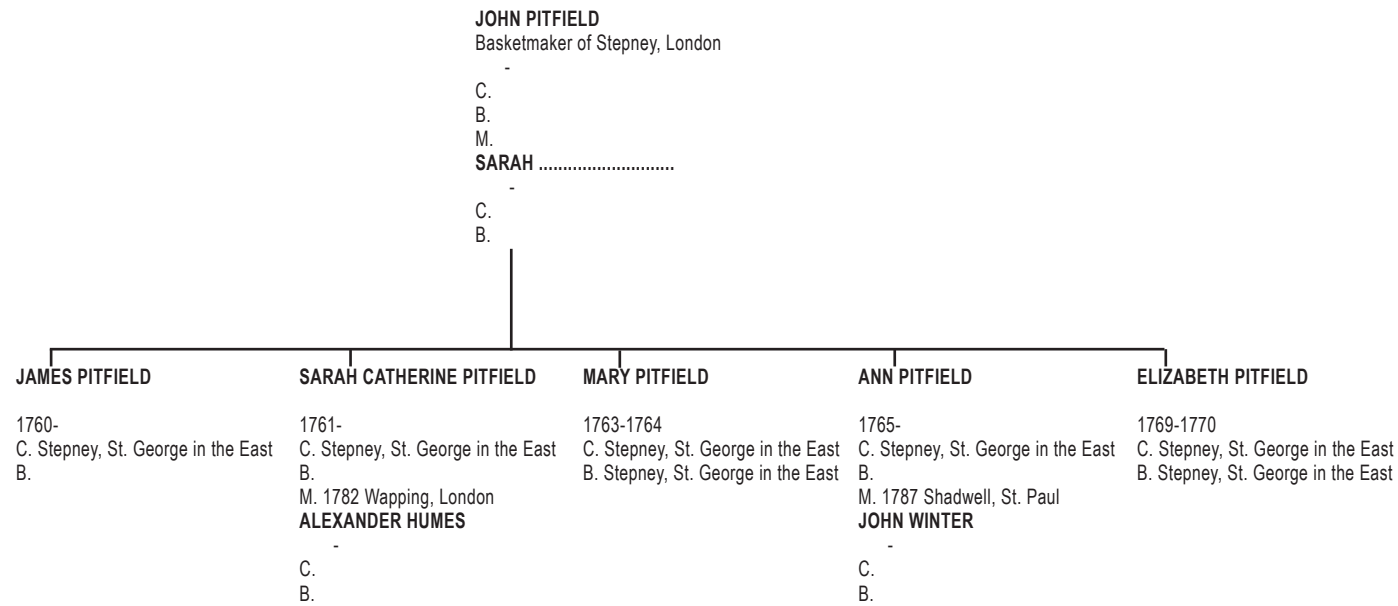 JOHN PITFIELD
Basketmaker of Stepney, London
-
C.
B.
M.
SARAH ............................
-
C.
B.
JAMES PITFIELD
1760-
C. Stepney, St. George in the East
B.
SARAH CATHERINE PITFIELD
1761-
C. Stepney, St. George in the East
B.
M. 1782 Wapping, London
ALEXANDER HUMES
-
C.
B.
MARY PITFIELD
1763-1764
C. Stepney, St. George in the East
B. Stepney, St. George in the East
ANN PITFIELD
1765-
C. Stepney, St. George in the East
B.
M. 1787 Shadwell, St. Paul
JOHN WINTER
-
C.
B.
ELIZABETH PITFIELD
1769-1770
C. Stepney, St. George in the East
B. Stepney, St. George in the East